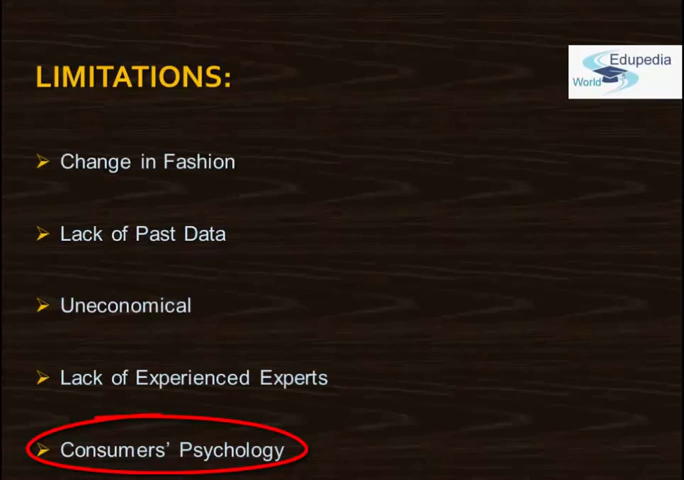 LIMITATIONS:
Edupedia
World
Change in Fashion
Lack of Past Data
Uneconomical
Lack of Experienced Experts
Consumers’ Psychology